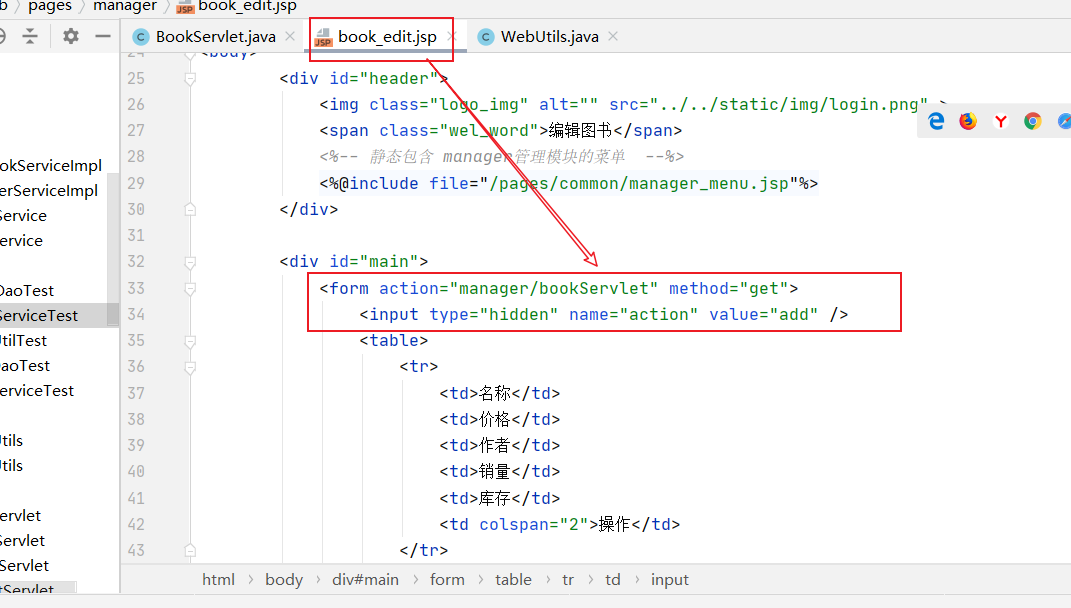 b > pages > manager > book_edit.jsp
BookServlet.java book_edit.jsp WebUtils.java
24 <body>
25 <div id="header">
26 <img class="logo_img" alt="" src="../../static/img/login.png" >
27 <span class="wel_word">编辑图书</span>
28 <%-- 静态包含 manager管理模块的菜单 --%>
29 <%@include file="/pages/common/manager_menu.jsp"%>
30 </div>
31
32 <div id="main">
33 <form action="manager/bookServlet" method="get">
34 <input type="hidden" name="action" value="add" />
35 <table>
36 <tr>
37 <td>名称</td>
38 <td>价格</td>
39 <td>作者</td>
40 <td>销量</td>
41 <td>库存</td>
42 <td colspan="2">操作</td>
43 </tr>
html > body > div#main > form > table > tr > td > input
okServiceImpl
erServiceImpl
Service
ervice
DaoTest
ServiceTest
UtilTest
DaoTest
erviceTest
Utils
Utils
ervlet
Servlet
Servlet
tServlet